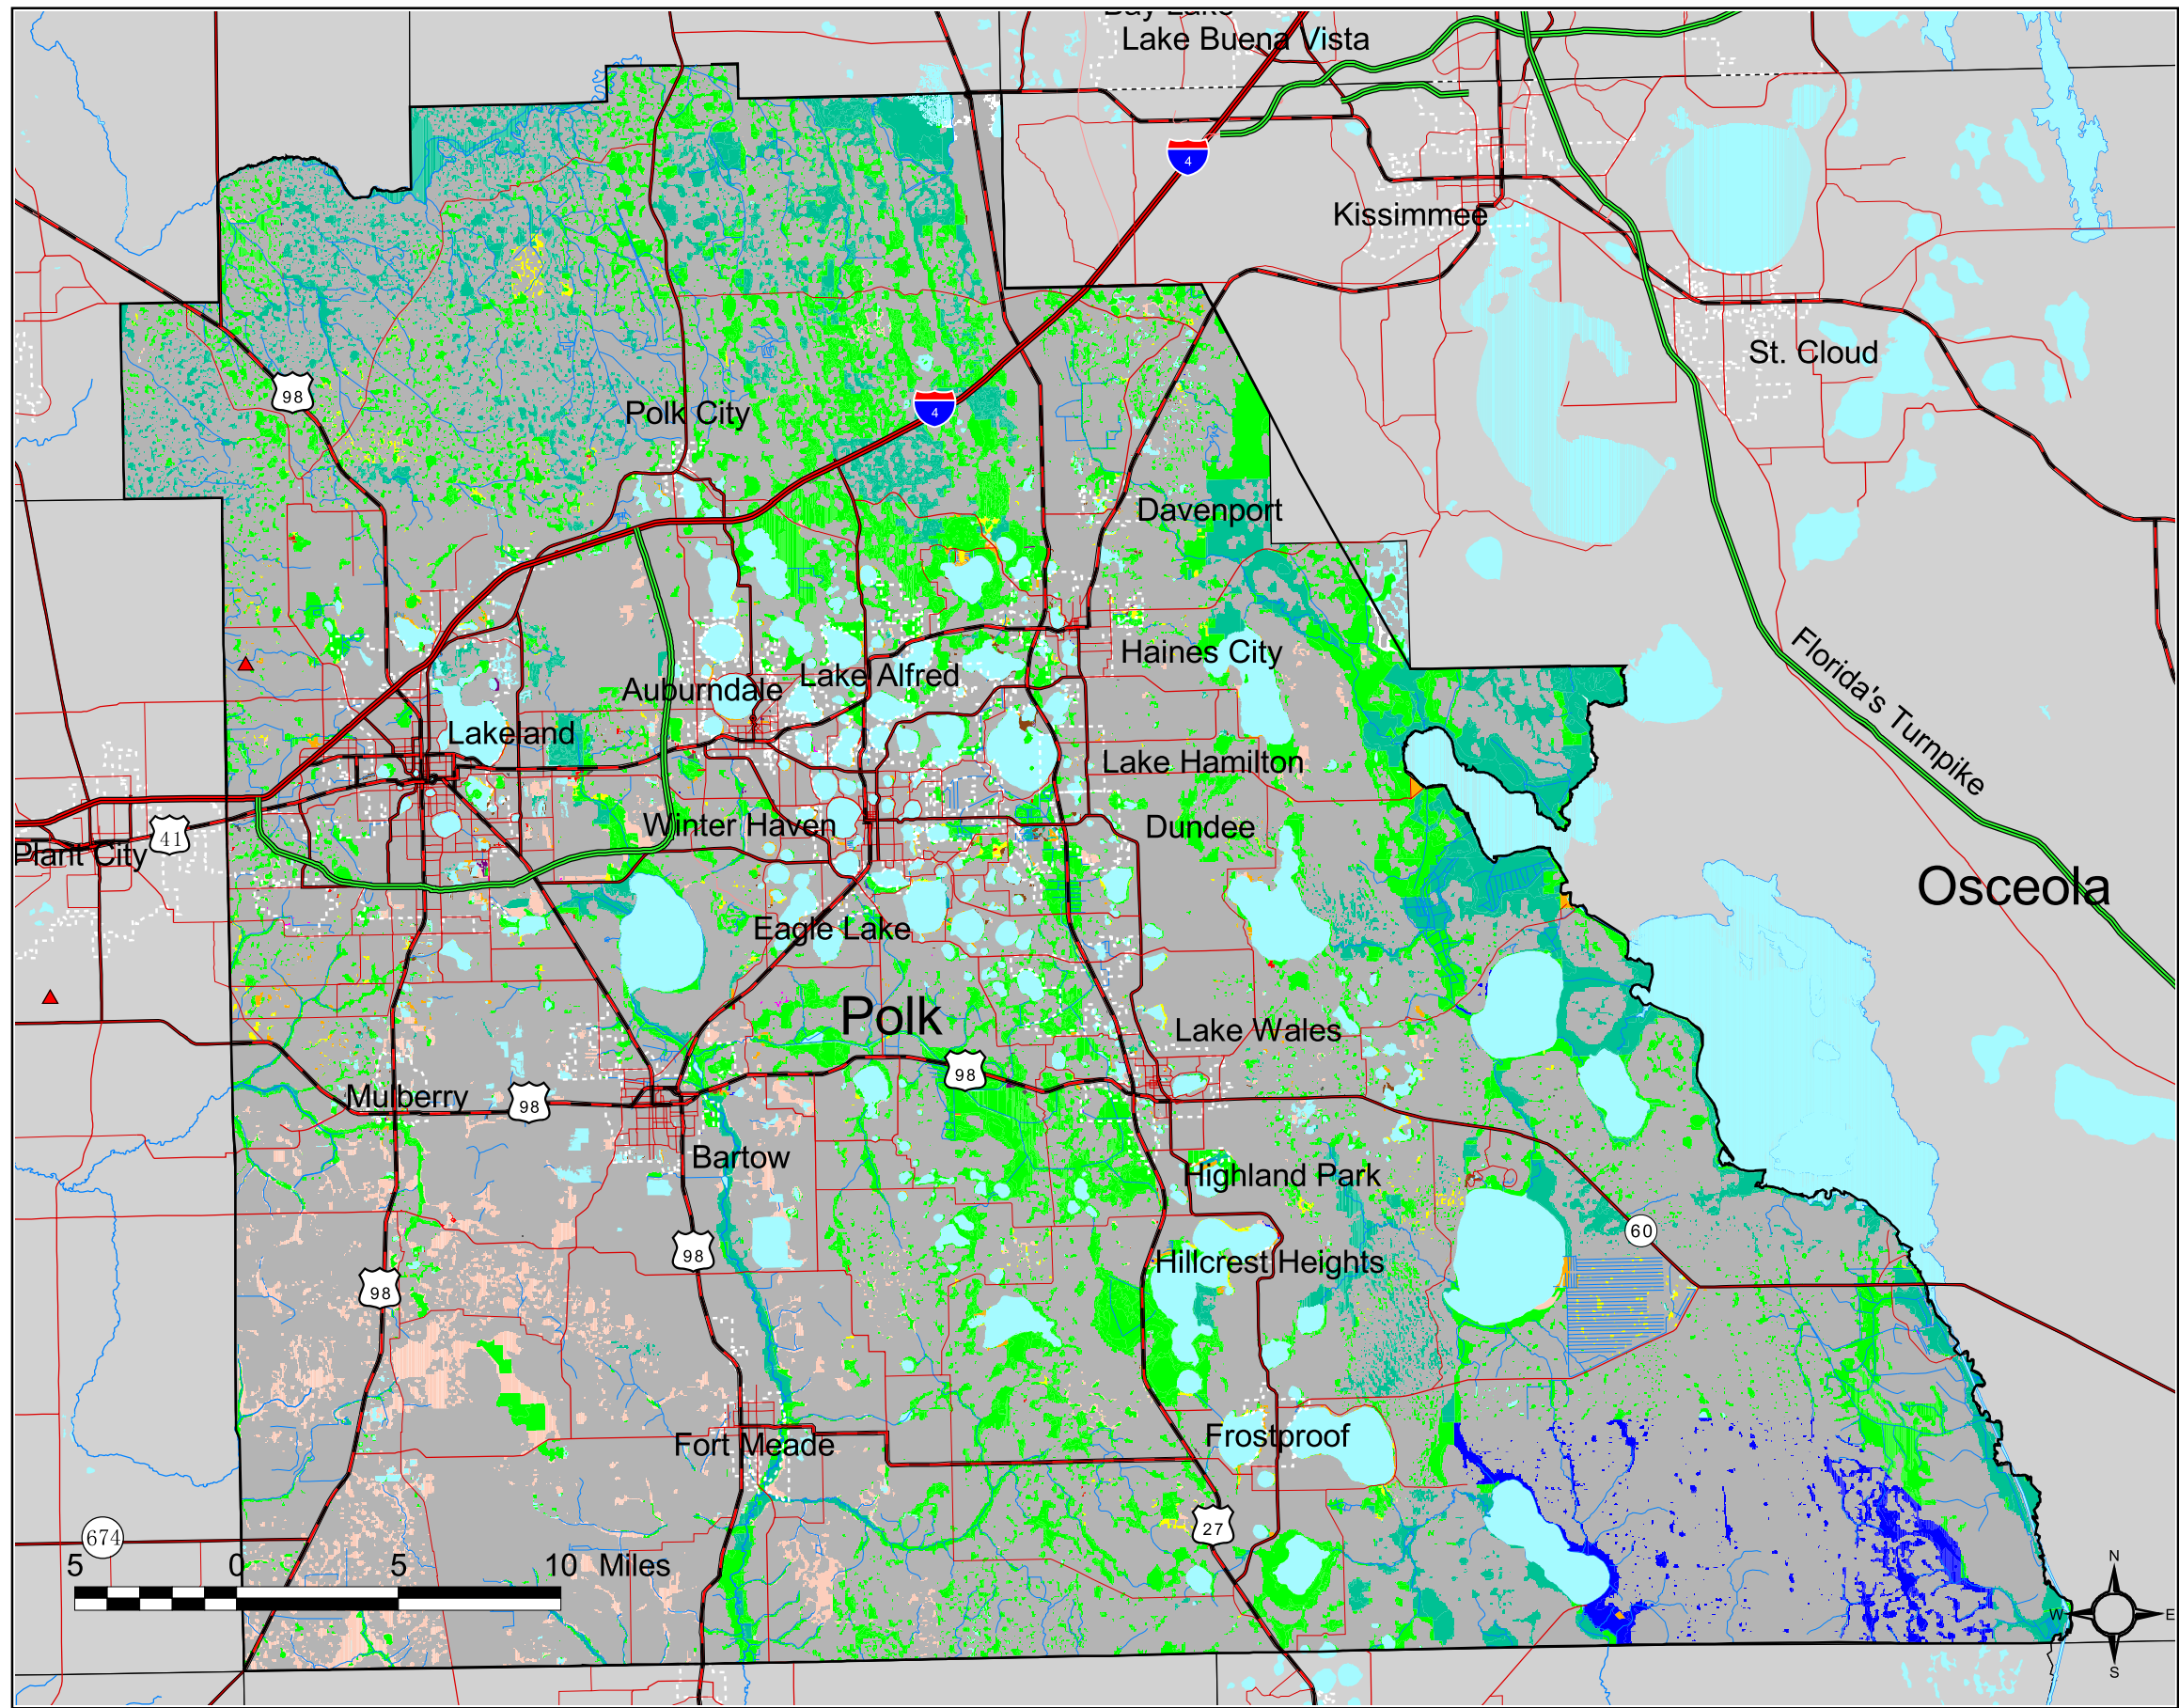 Bay Lake
Lake Buena Vista
4
Kissimmee
St. Cloud
98
Polk City
4
Davenport
Haines City
Lake Alfred
Auburndale
Florida's Turnpike
Lakeland
Lake Hamilton
Winter Haven
Dundee
41
Plant City
Osceola
Eagle Lake
Polk
Lake Wales
98
Mulberry
98
Bartow
Highland Park
60
98
Hillcrest Heights
98
Fort Meade
Frostproof
27
674
5 0 5 10 Miles
N
W E
S